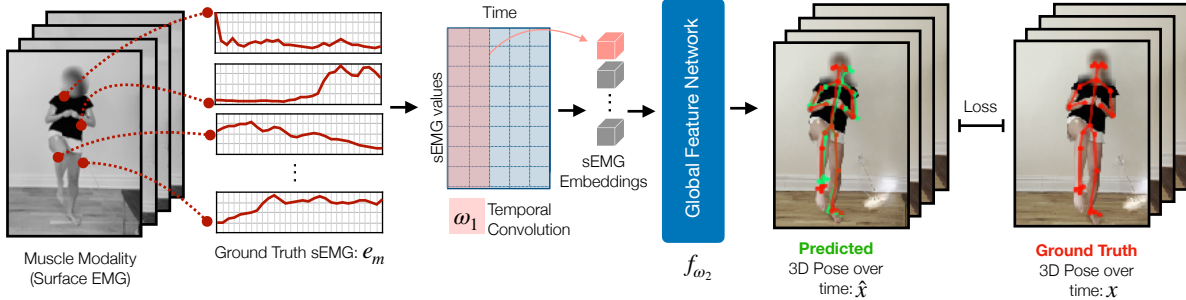 Muscle Modality
(Surface EMG)
Ground Truth sEMG: e_m
Time
sEMG values
ω₁ Temporal
Convolution
sEMG
Embeddings
Global Feature Network
f_ω₂
Predicted
3D Pose over
time: x̂
Loss
Ground Truth
3D Pose over
time: x